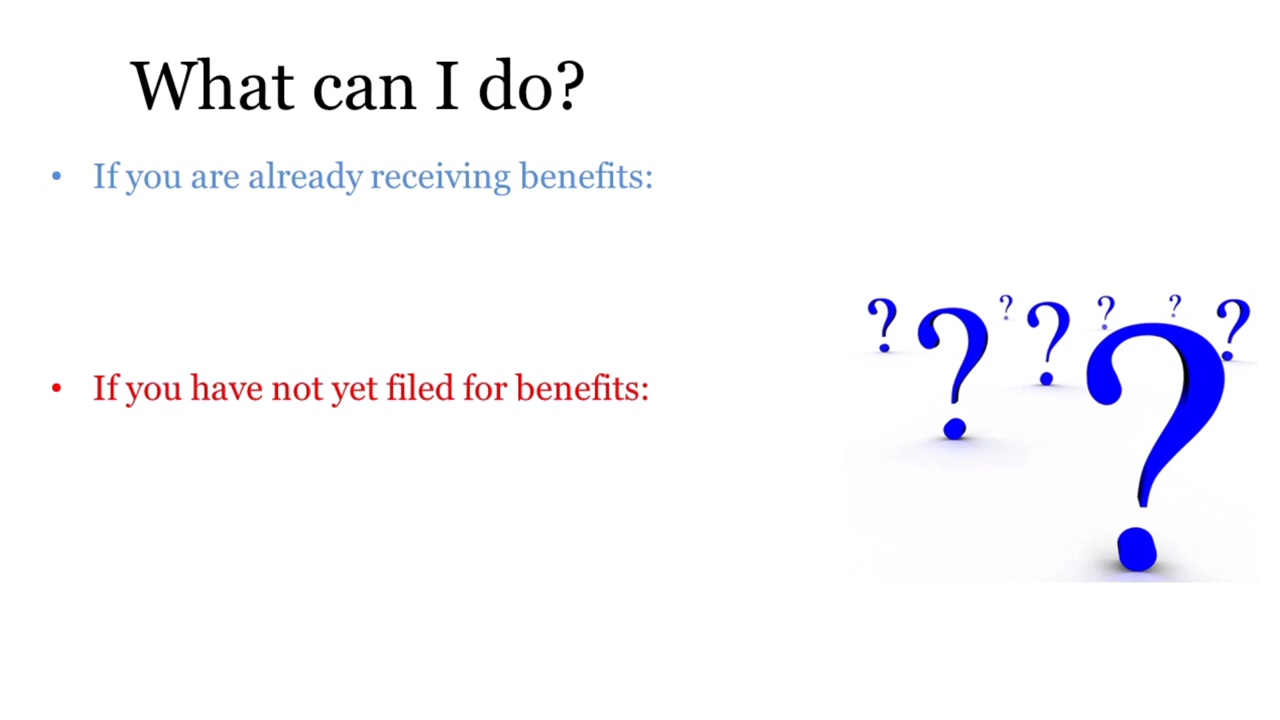 What can I do?
• If you are already receiving benefits:
• If you have not yet filed for benefits:
? ? ? ? ? ? ? ?